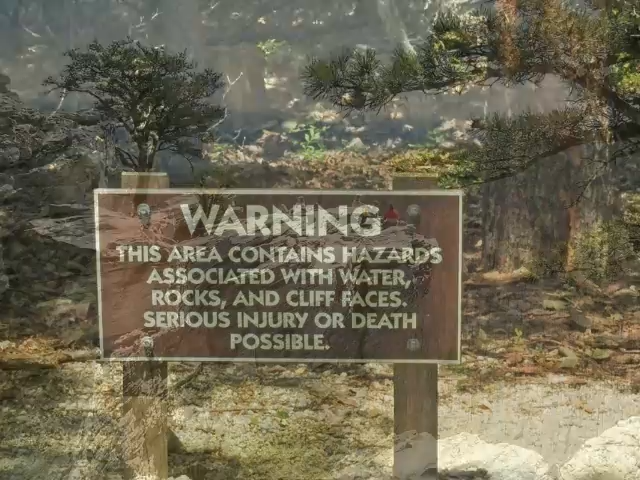 WARNING
THIS AREA CONTAINS HAZARDS
ASSOCIATED WITH WATER,
ROCKS, AND CLIFF FACES.
SERIOUS INJURY OR DEATH
POSSIBLE.